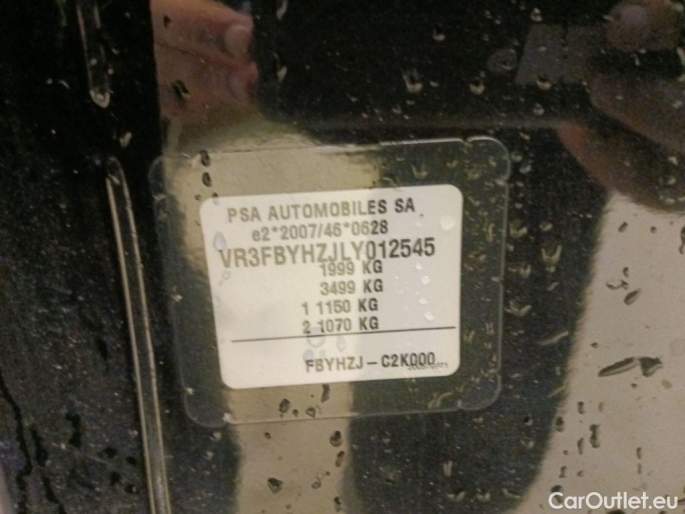 PSA AUTOMOBILES SA
e2*2007/46*0628
VR3FBYHZJLY012545
1999 KG
3499 KG
1 1150 KG
2 1070 KG
FBYHZJ-C2K000
CarOutlet.eu